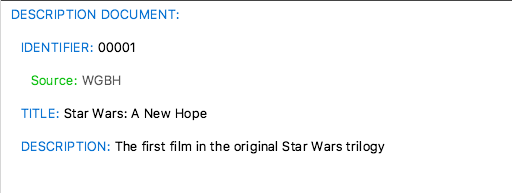 DESCRIPTION DOCUMENT:
IDENTIFIER: 00001
Source: WGBH
TITLE: Star Wars: A New Hope
DESCRIPTION: The first film in the original Star Wars trilogy